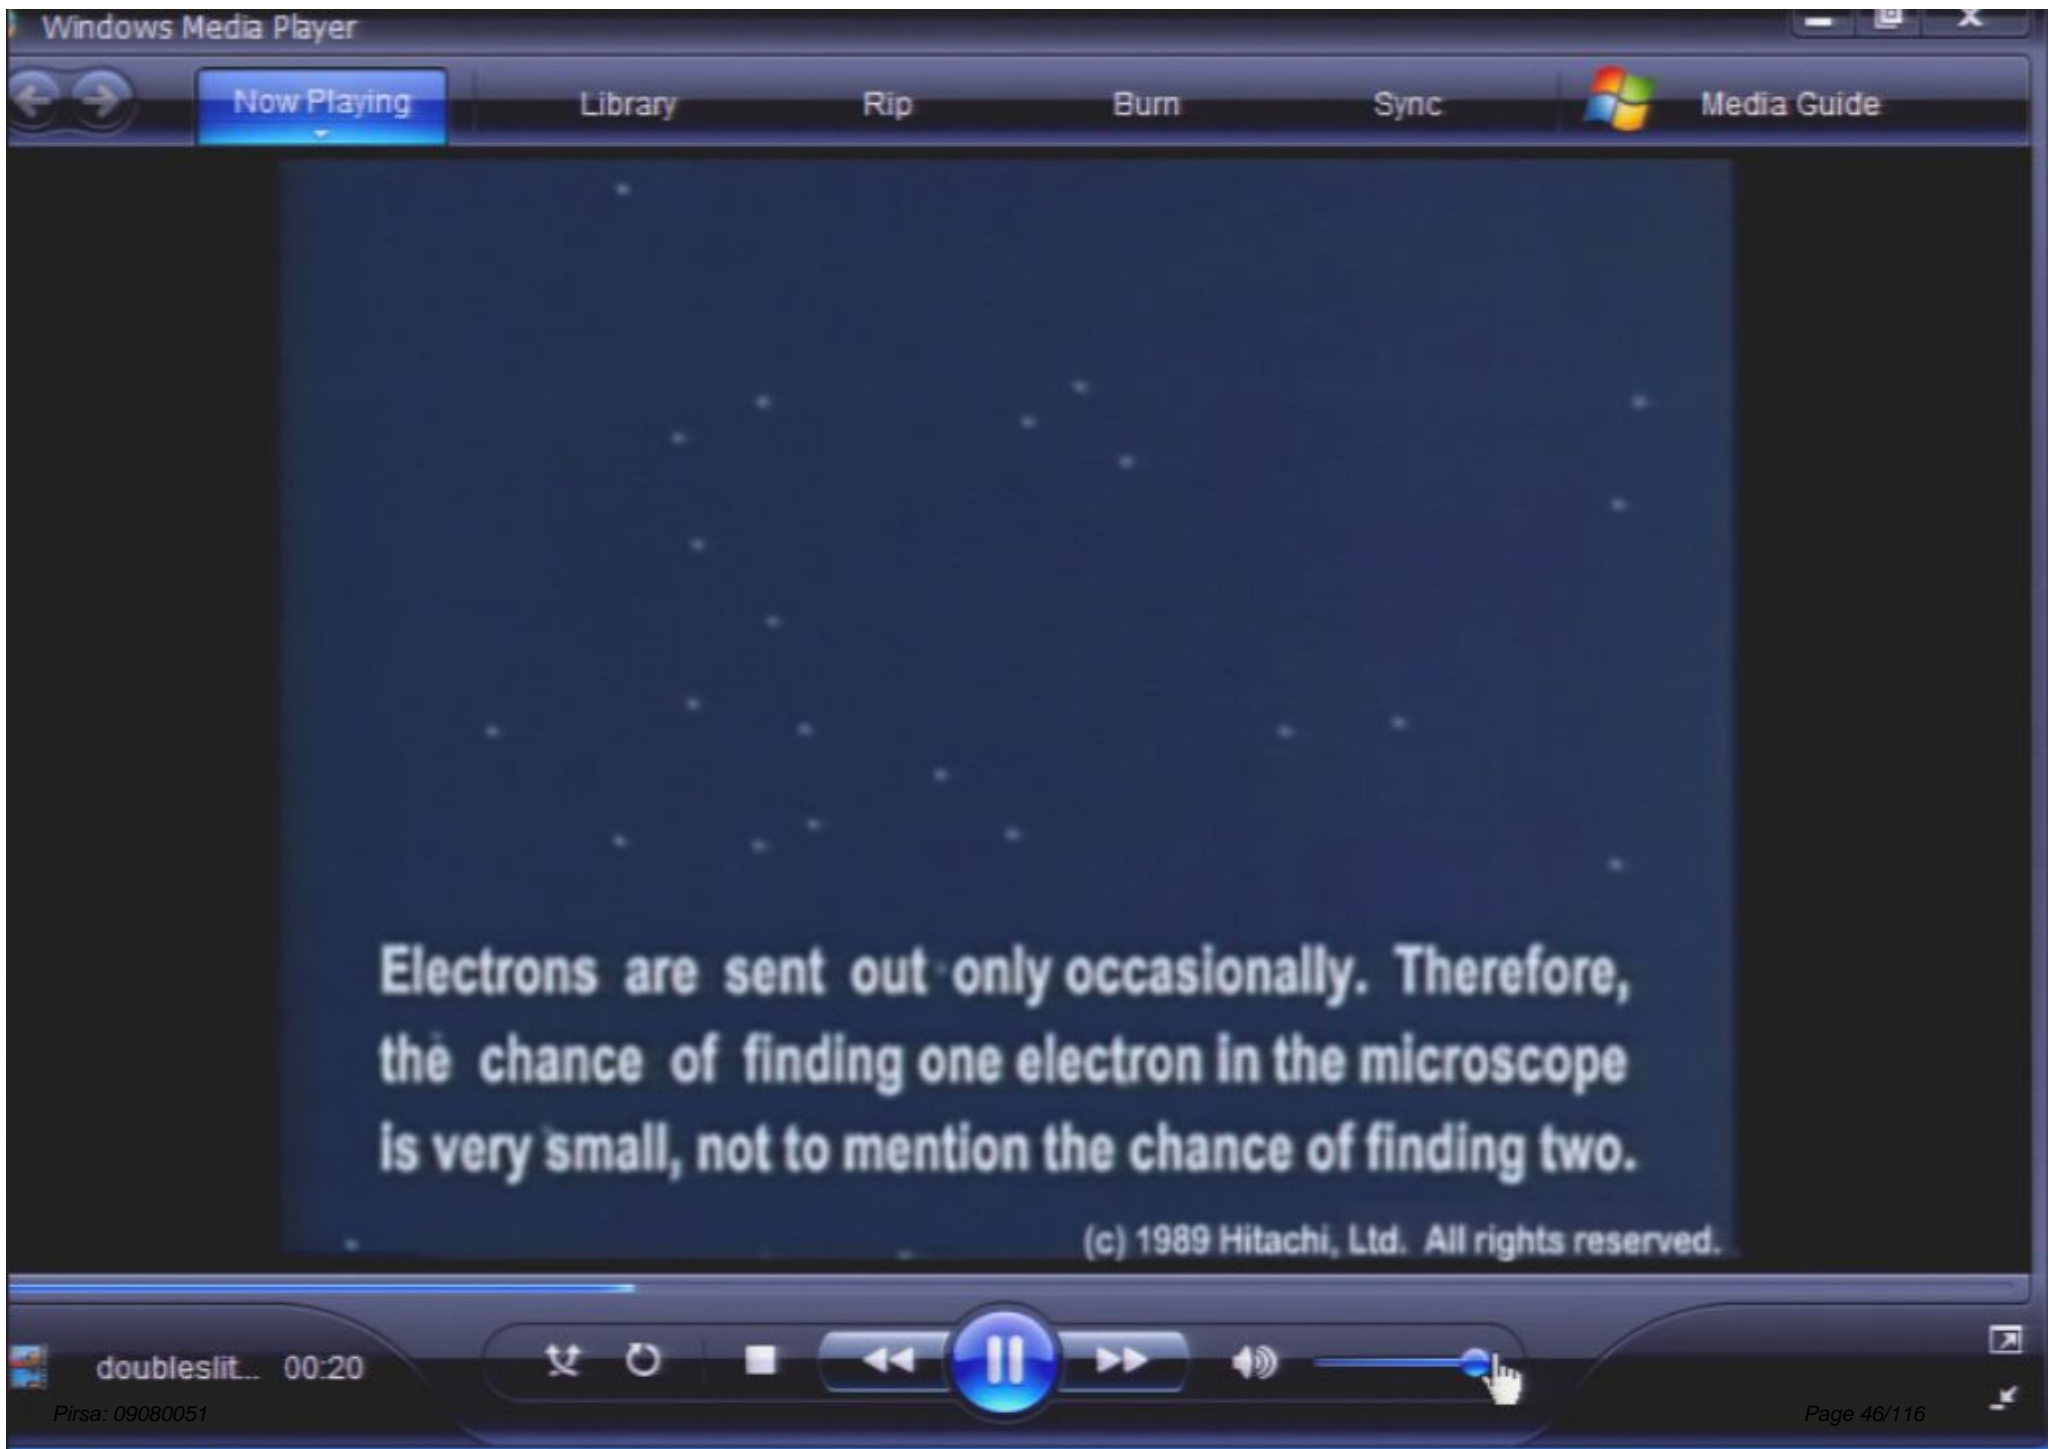 Windows Media Player
Now Playing Library Rip Burn Sync Media Guide
Electrons are sent out only occasionally. Therefore,
the chance of finding one electron in the microscope
is very small, not to mention the chance of finding two.
(c) 1989 Hitachi, Ltd. All rights reserved.
doubleslit... 00:20
Pirsa: 09080051
Page 46/116